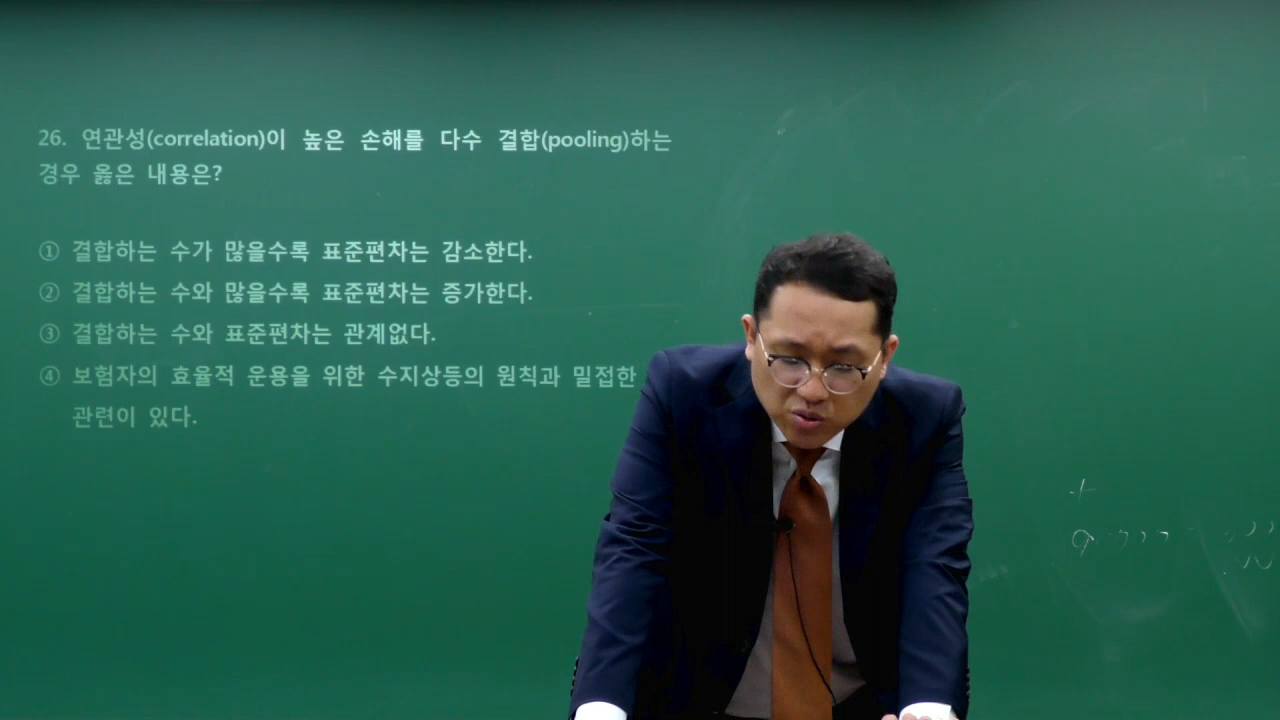 26. 연관성(correlation)이 높은 손해를 다수 결합(pooling)하는
경우 옳은 내용은?
① 결합하는 수가 많을수록 표준편차는 감소한다.
② 결합하는 수와 많을수록 표준편차는 증가한다.
③ 결합하는 수와 표준편차는 관계없다.
④ 보험자의 효율적 운용을 위한 수지상등의 원칙과 밀접한
관련이 있다.